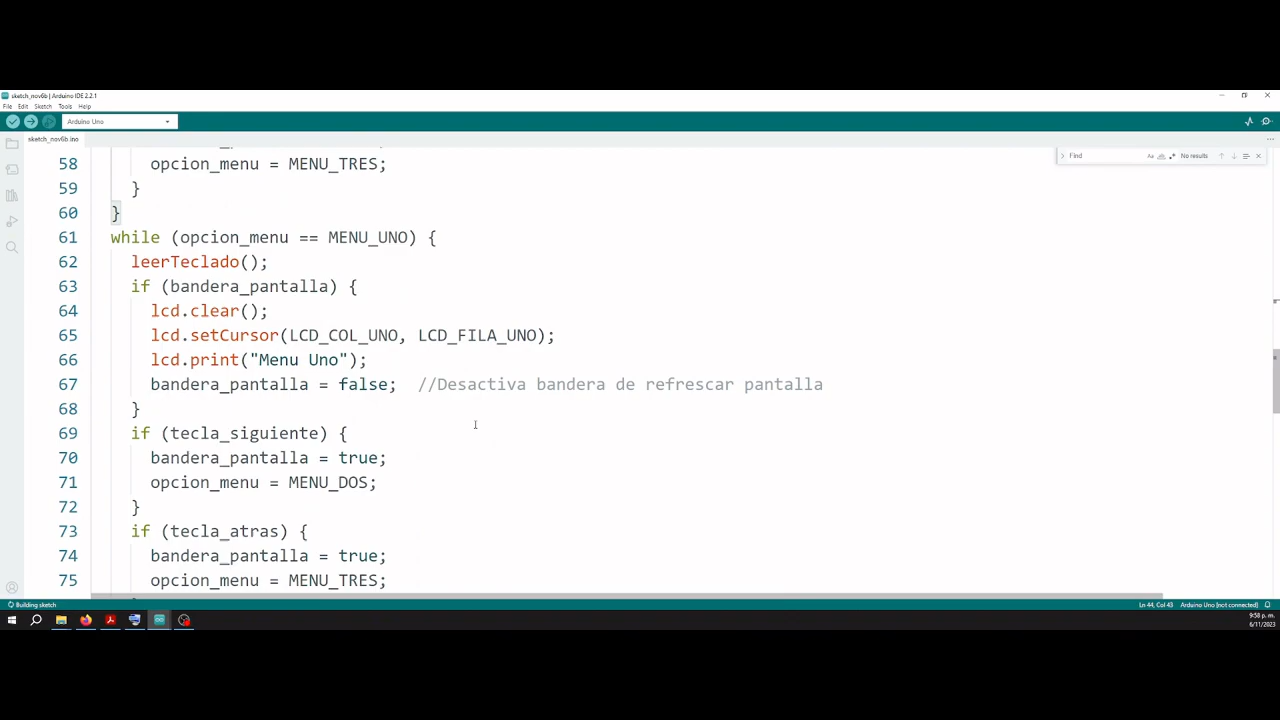 sketch_nov6b | Arduino IDE 2.2.1
File Edit Sketch Tools Help
Arduino Uno
sketch_nov6b.ino
Find
Aa
No results
58 opcion_menu = MENU_TRES;
59 }
60 }
61 while (opcion_menu == MENU_UNO) {
62 leerTeclado();
63 if (bandera_pantalla) {
64 lcd.clear();
65 lcd.setCursor(LCD_COL_UNO, LCD_FILA_UNO);
66 lcd.print("Menu Uno");
67 bandera_pantalla = false; //Desactiva bandera de refrescar pantalla
68 }
69 if (tecla_siguiente) {
70 bandera_pantalla = true;
71 opcion_menu = MENU_DOS;
72 }
73 if (tecla_atras) {
74 bandera_pantalla = true;
75 opcion_menu = MENU_TRES;
Building sketch
Ln 44, Col 43 Arduino Uno [not connected]
9:58 p. m.
6/11/2023